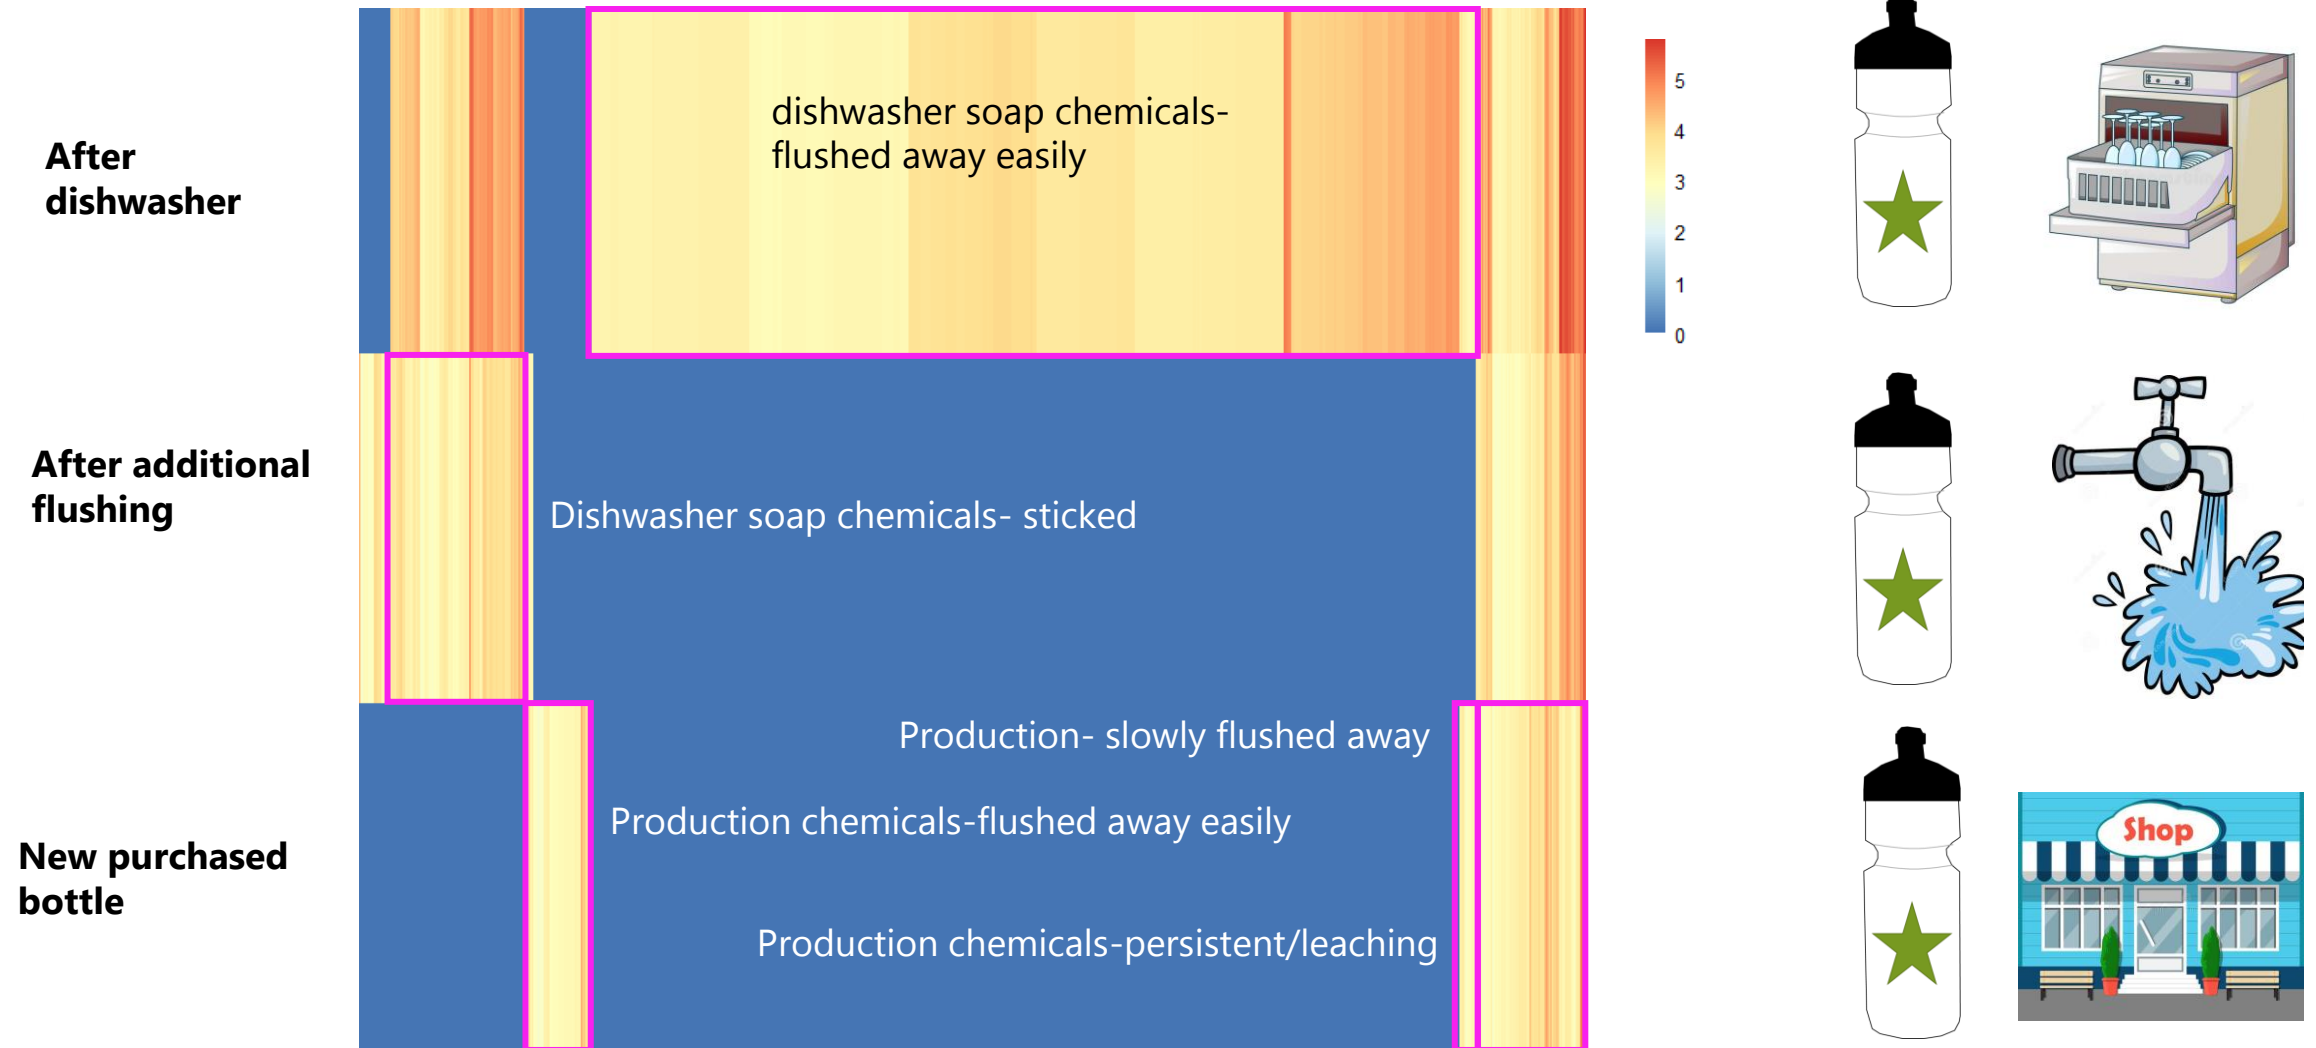 After
dishwasher
dishwasher soap chemicals-
flushed away easily
5
4
3
2
1
0
After additional
flushing
Dishwasher soap chemicals- sticked
New purchased
bottle
Production- slowly flushed away
Production chemicals-flushed away easily
Production chemicals-persistent/leaching
Shop